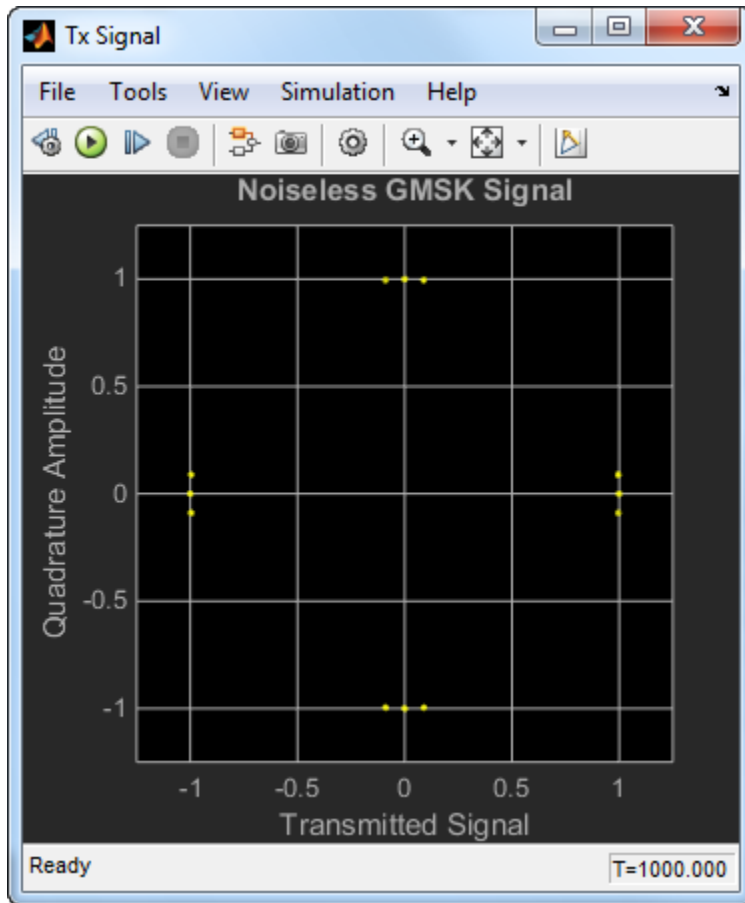 Tx Signal
File Tools View Simulation Help
Noiseless GMSK Signal
1
0.5
0
-0.5
-1
Quadrature Amplitude
-1 -0.5 0 0.5 1
Transmitted Signal
Ready T=1000.000